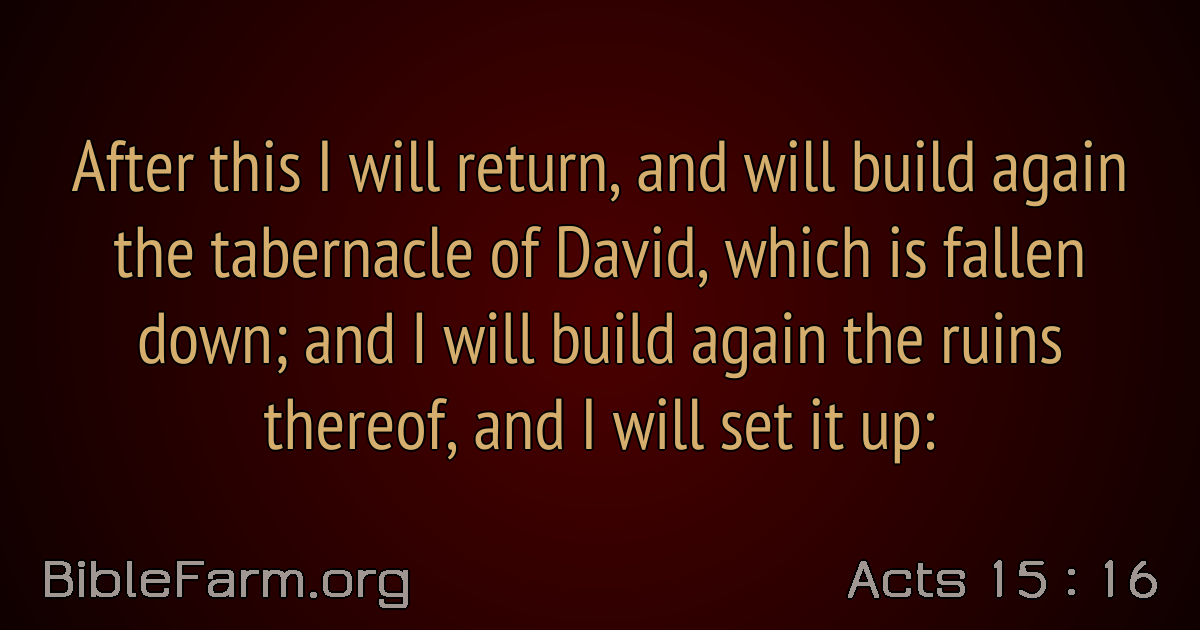 After this I will return, and will build again
the tabernacle of David, which is fallen
down; and I will build again the ruins
thereof, and I will set it up:
BibleFarm.org
Acts 15 : 16